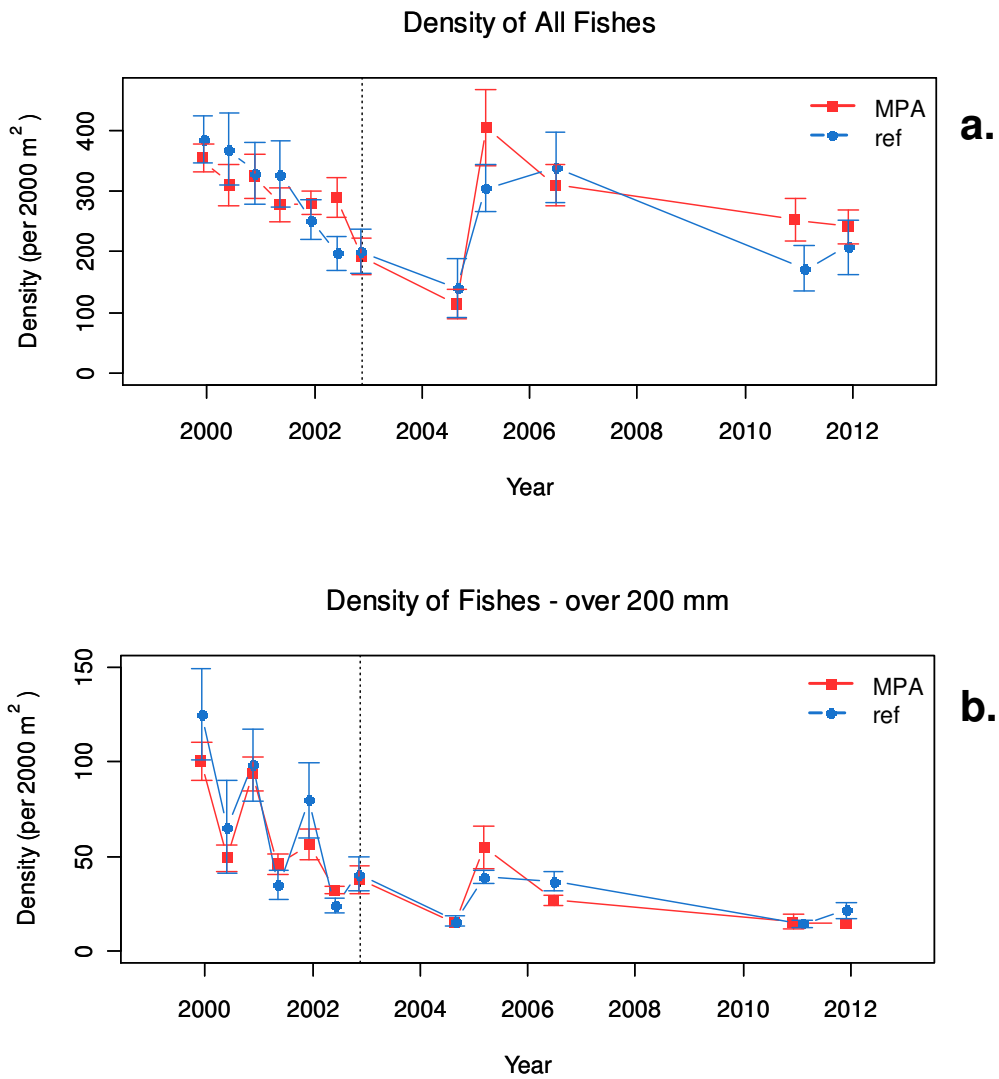 Density of All Fishes
Density (per 2000 m²)
0
100
200
300
400
MPA
ref
a.
2000 2002 2004 2006 2008 2010 2012
Year
Density of Fishes - over 200 mm
Density (per 2000 m²)
0
50
100
150
MPA
ref
b.
2000 2002 2004 2006 2008 2010 2012
Year